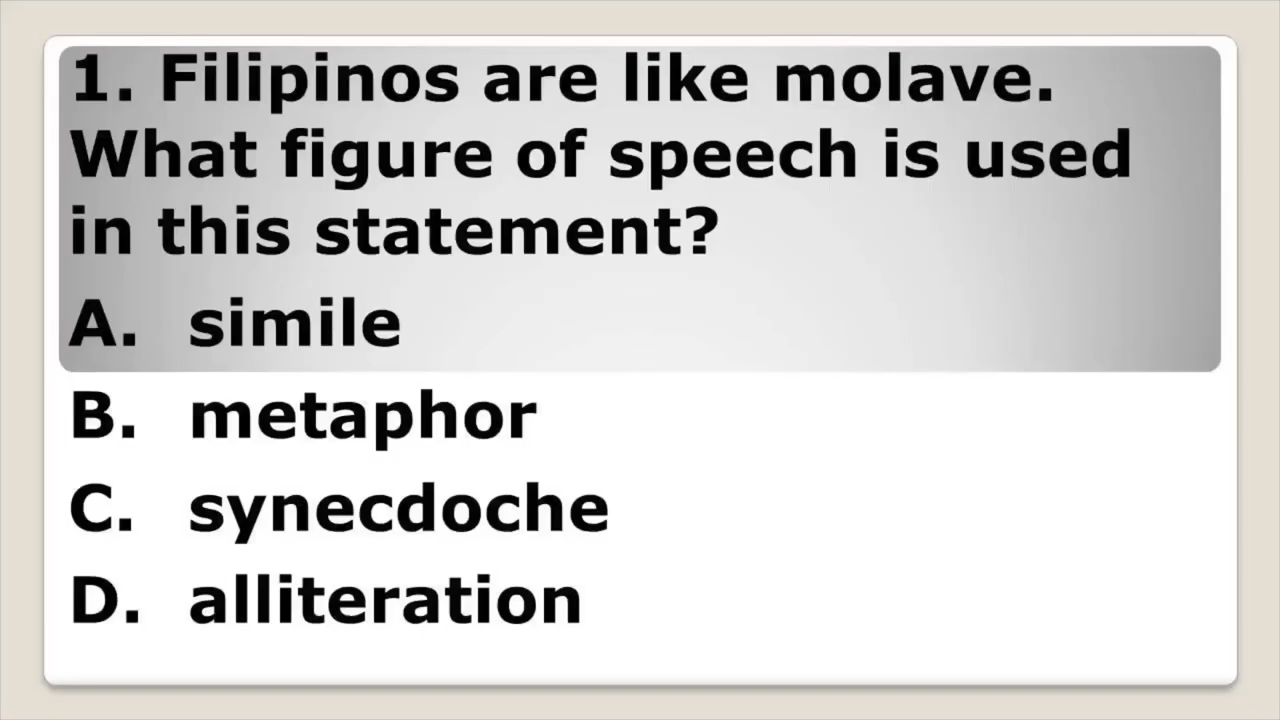 1. Filipinos are like molave.
What figure of speech is used
in this statement?
A. simile
B. metaphor
C. synecdoche
D. alliteration